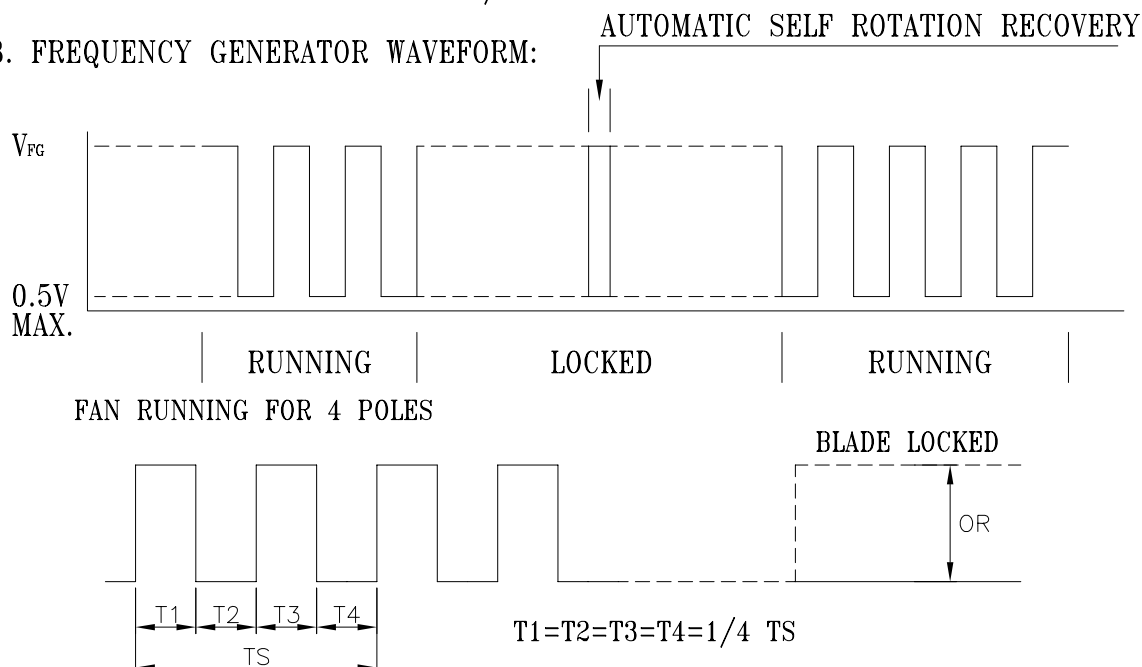 AUTOMATIC SELF ROTATION RECOVERY
. FREQUENCY GENERATOR WAVEFORM:
VFG
0.5V
MAX.
RUNNING
LOCKED
RUNNING
FAN RUNNING FOR 4 POLES
BLADE LOCKED
OR
T1 T2 T3 T4
T1=T2=T3=T4=1/4 TS
TS